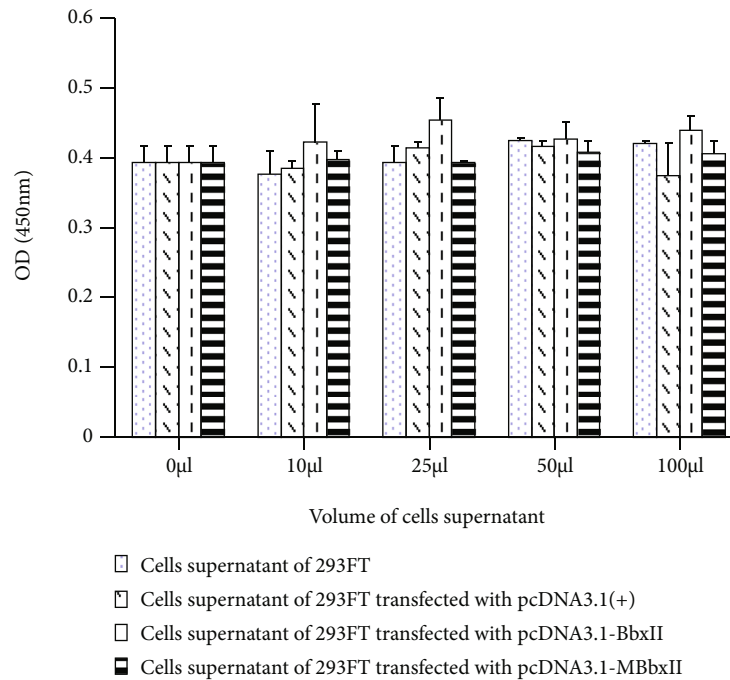 0.6
0.5
0.4
0.3
0.2
0.1
0
OD (450nm)
0µl 10µl 25µl 50µl 100µl
Volume of cells supernatant
Cells supernatant of 293FT
Cells supernatant of 293FT transfected with pcDNA3.1(+)
Cells supernatant of 293FT transfected with pcDNA3.1-BbxII
Cells supernatant of 293FT transfected with pcDNA3.1-MBbxII